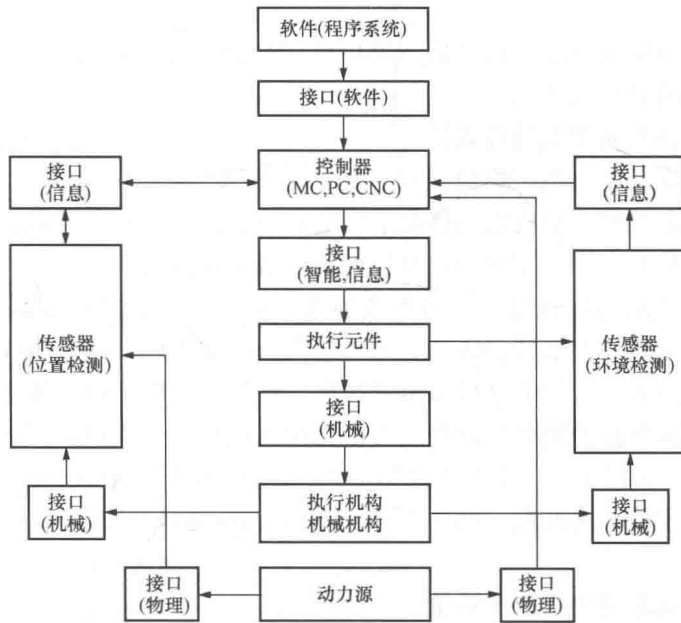 软件(程序系统)
接口(软件)
接口
(信息)
控制器
(MC,PC,CNC)
接口
(信息)
接口
(智能,信息)
传感器
(位置检测)
执行元件
传感器
(环境检测)
接口
(机械)
接口
(机械)
执行机构
机械机构
接口
(机械)
接口
(物理)
动力源
接口
(物理)